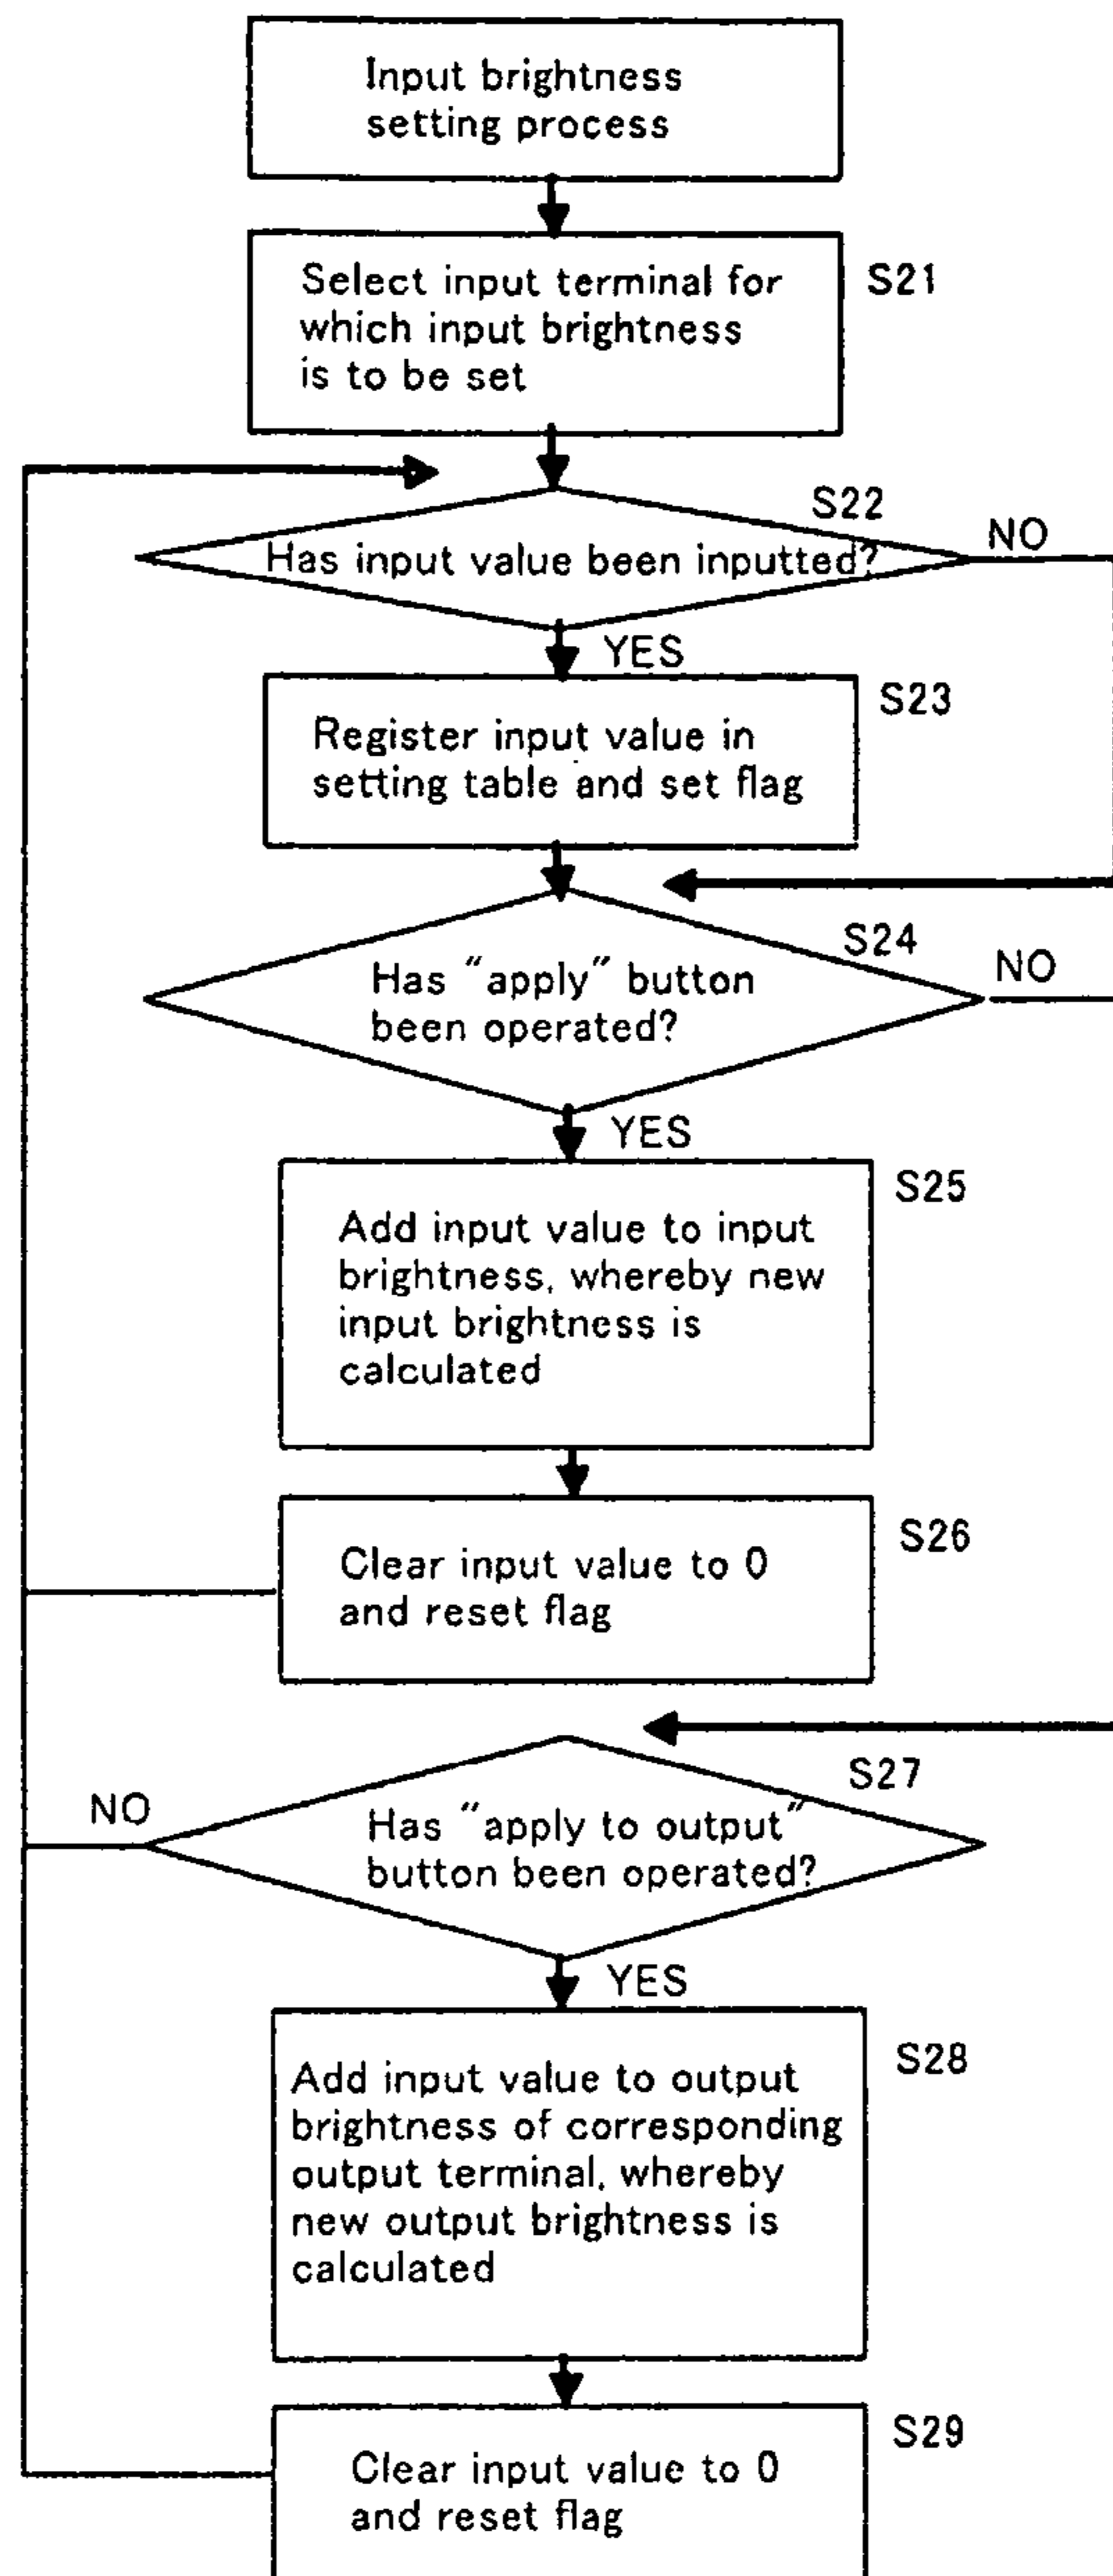 Input brightness
setting process
Select input terminal for
which input brightness
is to be set
S21
S22
Has input value been inputted?
NO
YES
Register input value in
setting table and set flag
S23
S24
Has "apply" button
been operated?
NO
YES
Add input value to input
brightness, whereby new
input brightness is
calculated
S25
Clear input value to 0
and reset flag
S26
S27
Has "apply to output"
button been operated?
NO
YES
Add input value to output
brightness of corresponding
output terminal, whereby
new output brightness is
calculated
S28
Clear input value to 0
and reset flag
S29